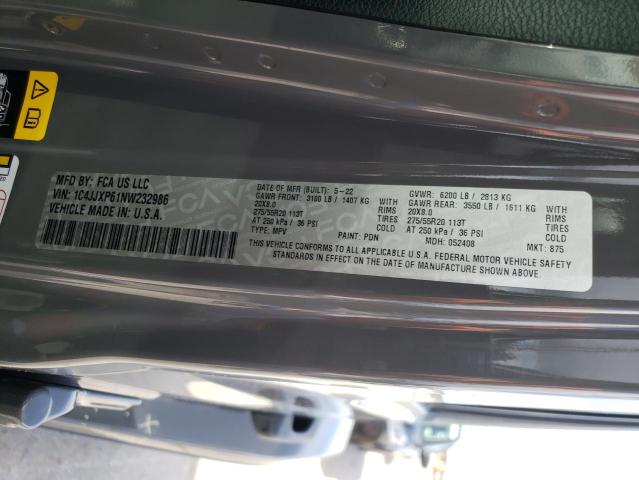 MFD BY: FCA US LLC
VIN: 1C4JJXP61NW232986
VEHICLE MADE IN: U.S.A.
DATE OF MFR (BUILT): 5-22
GAWR FRONT: 3100 LB / 1407 KG
20X8.0 RIMS
275/55R20 113T TIRES
AT 250 kPa / 36 PSI COLD
TYPE: MPV PAINT: PDN
GVWR: 6200 LB / 2813 KG
GAWR REAR: 3550 LB / 1611 KG
20X8.0 RIMS
275/55R20 113T TIRES
AT 250 kPa / 36 PSI COLD
MDH: 052408 MKT: 875
THIS VEHICLE CONFORMS TO ALL APPLICABLE U.S.A. FEDERAL MOTOR VEHICLE SAFETY
STANDARDS IN EFFECT ON THE DATE OF MANUFACTURE SHOWN ABOVE.